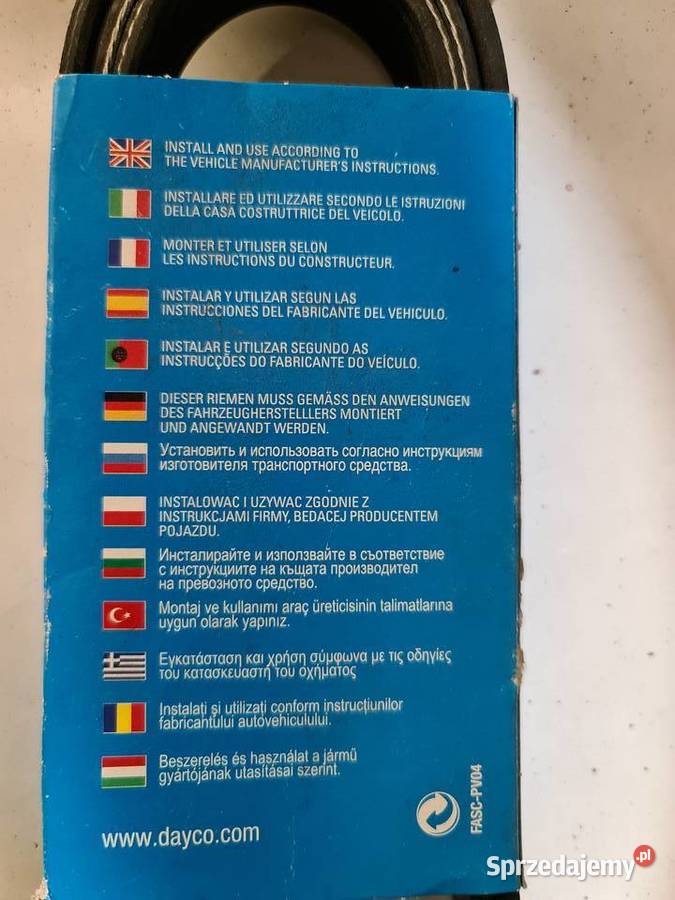 INSTALL AND USE ACCORDING TO
THE VEHICLE MANUFACTURER'S INSTRUCTIONS.
INSTALLARE ED UTILIZZARE SECONDO LE ISTRUZIONI
DELLA CASA COSTRUTTRICE DEL VEICOLO.
MONTER ET UTILISER SELON
LES INSTRUCTIONS DU CONSTRUCTEUR.
INSTALAR Y UTILIZAR SEGUN LAS
INSTRUCCIONES DEL FABRICANTE DEL VEHICULO.
INSTALAR E UTILIZAR SEGUNDO AS
INSTRUCÇÕES DO FABRICANTE DO VEÍCULO.
DIESER RIEMEN MUSS GEMÄSS DEN ANWEISUNGEN
DES FAHRZEUGHERSTELLLERS MONTIERT
UND ANGEWANDT WERDEN.
Установить и использовать согласно инструкциям
изготовителя транспортного средства.
INSTALOWAC I UZYWAC ZGODNIE Z
INSTRUKCJAMI FIRMY, BEDACEJ PRODUCENTEM
POJAZDU.
Инсталирайте и използвайте в съответствие
с инструкциите на къщата производител
на превозното средство.
Montaj ve kullanımı araç üreticisinin talimatlarına
uygun olarak yapınız.
Εγκατάσταση και χρήση σύμφωνα με τις οδηγίες
του κατασκευαστή του οχήματος
Instalați și utilizați conform instrucțiunilor
fabricantului autovehiculului.
Beszerelés és használat a jármű
gyártójának utasításai szerint.
www.dayco.com
FASC-PV04
Sprzedajemy.pl